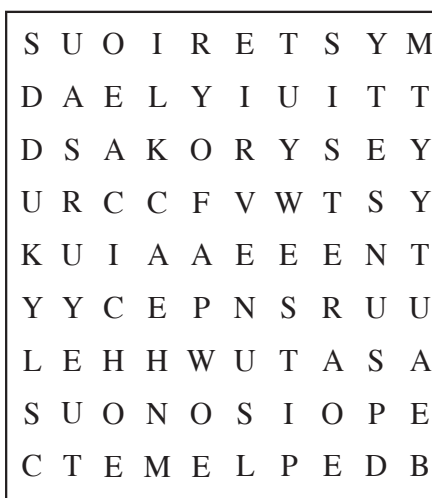 S U O I R E T S Y M
D A E L Y I U I T T
D S A K O R Y S E Y
U R C C F V W T S Y
K U I A A E E E N T
Y Y C E P N S R U U
L E H H W U T A S A
S U O N O S I O P E
C T E M E L P E D B